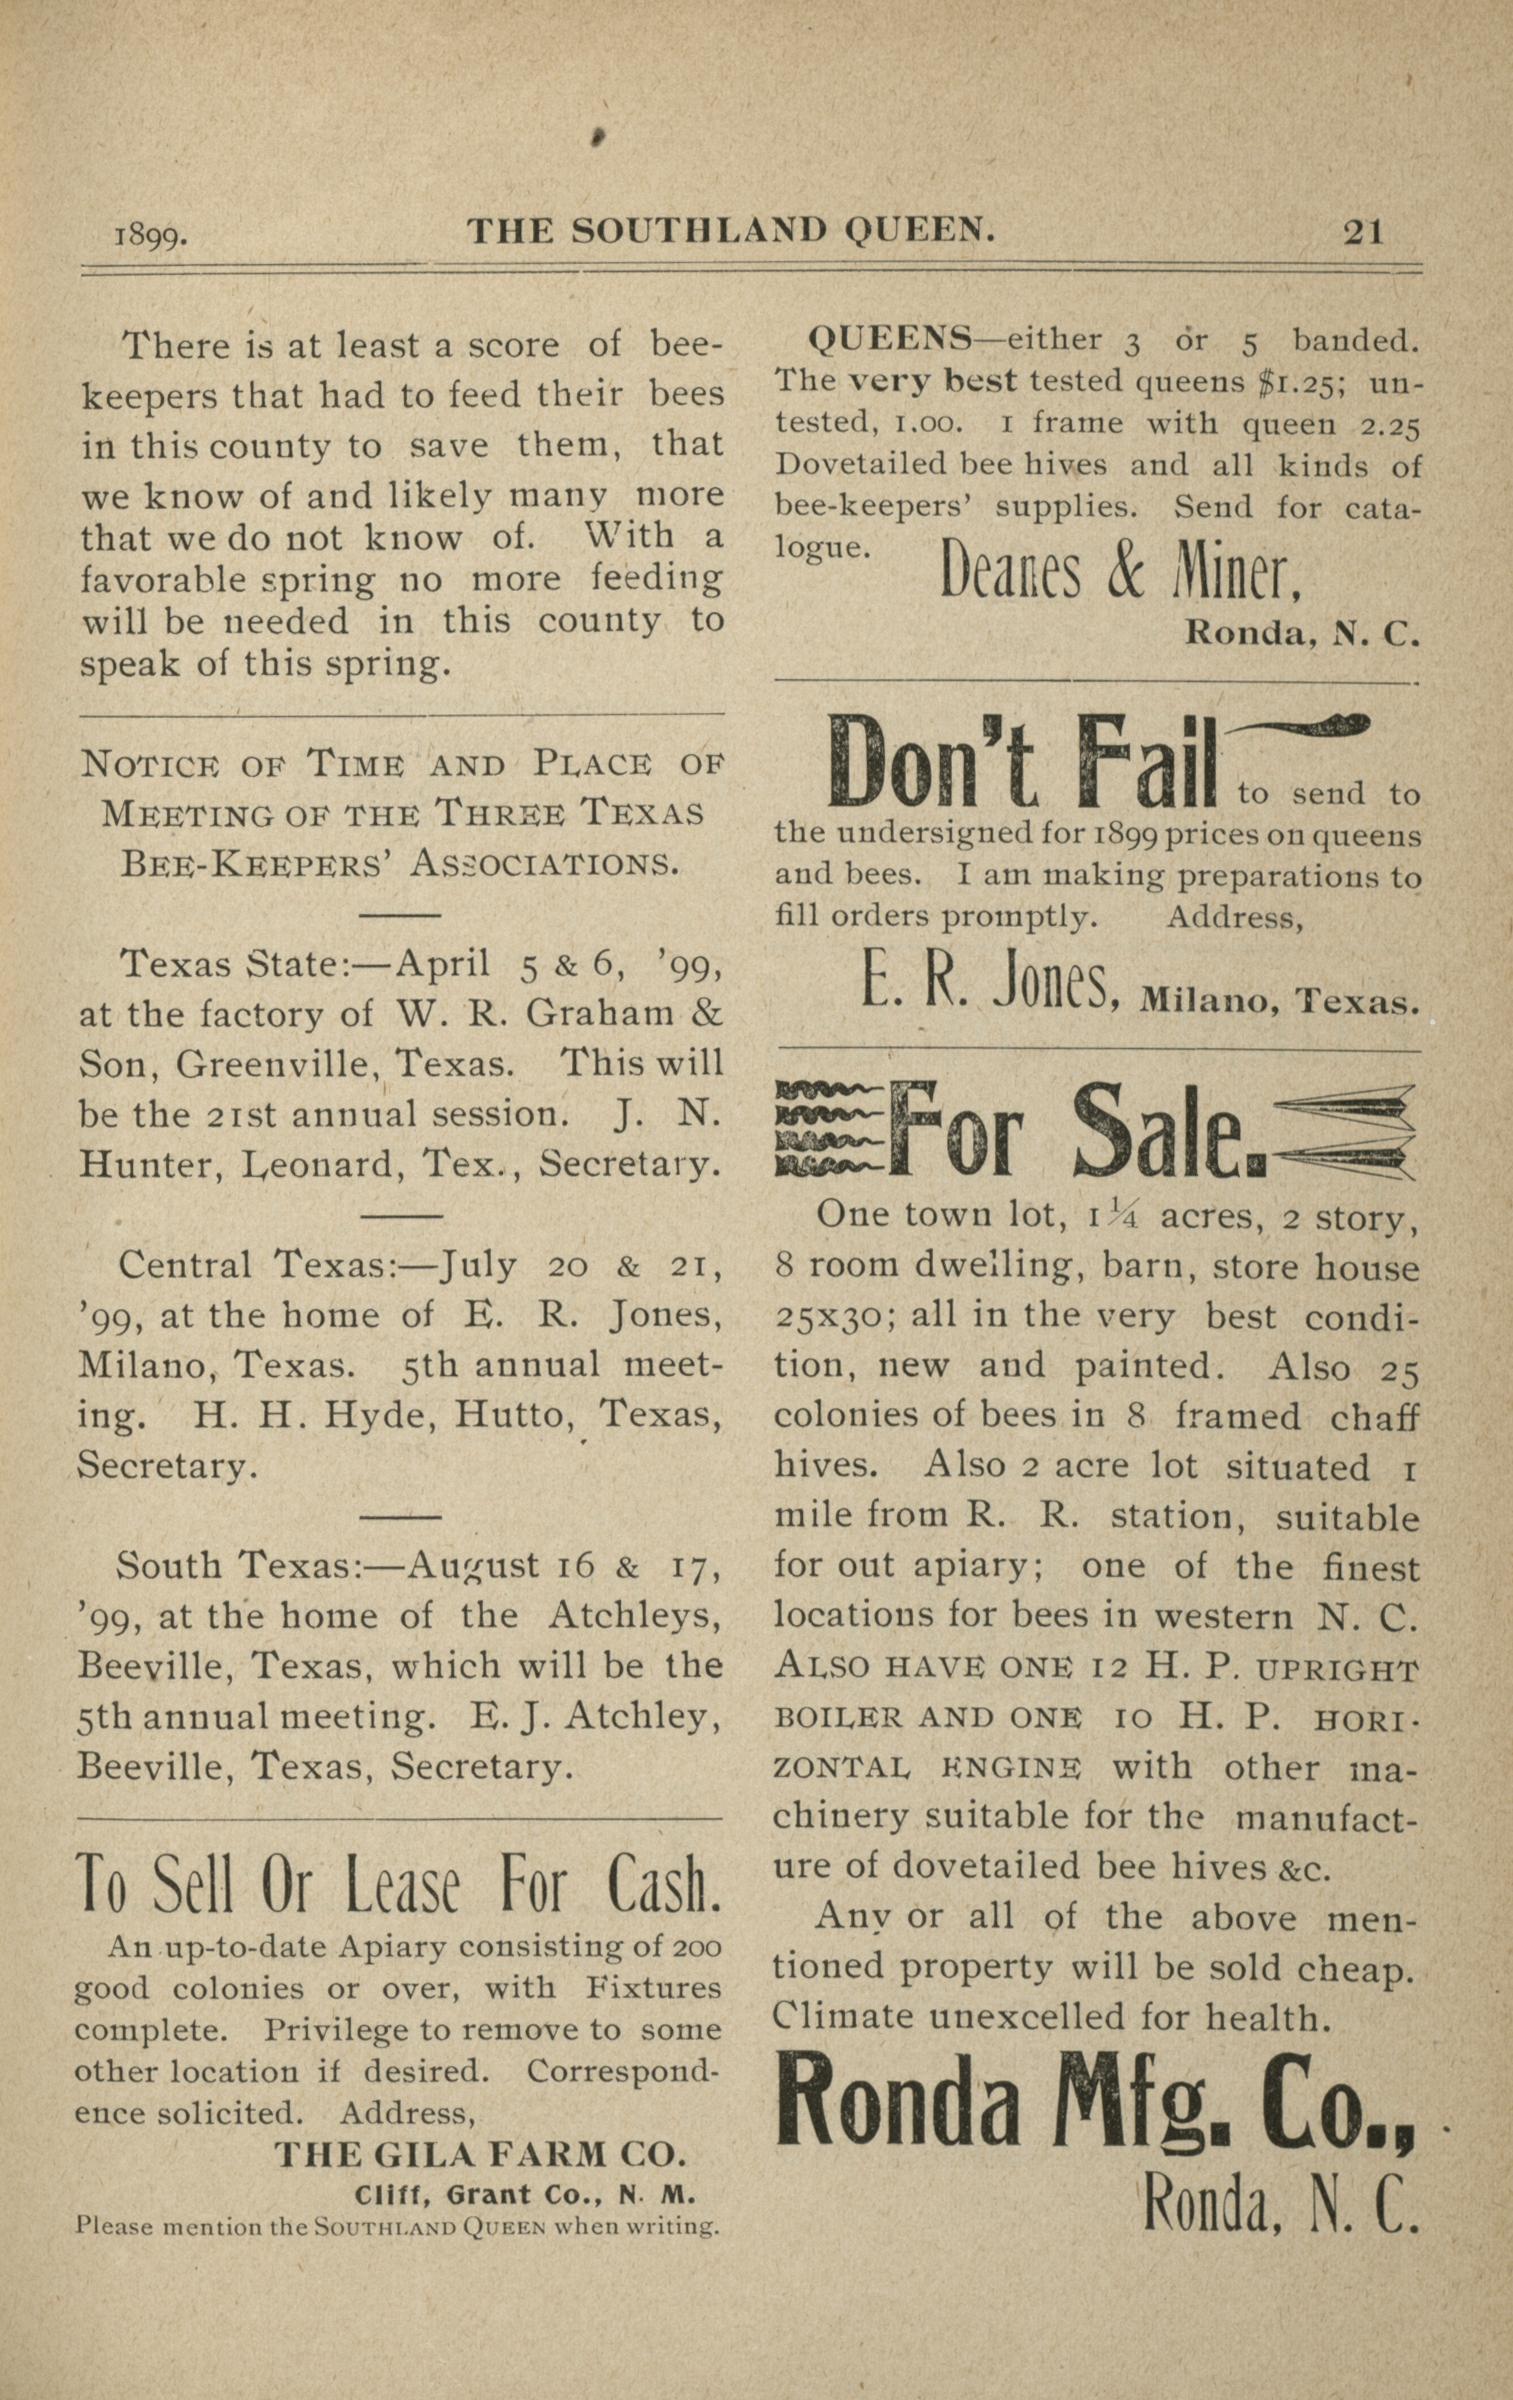 1899.
THE SOUTHLAND QUEEN.
21
There is at least a score of bee-
keepers that had to feed their bees
in this county to save them, that
we know of and likely many more
that we do not know of. With a
favorable spring no more feeding
will be needed in this county to
speak of this spring.
NOTICE OF TIME AND PLACE OF
MEETING OF THE THREE TEXAS
BEE-KEEPERS' ASSOCIATIONS.
Texas State:—April 5 & 6, '99,
at the factory of W. R. Graham &
Son, Greenville, Texas. This will
be the 21st annual session. J. N.
Hunter, Leonard, Tex., Secretary.
Central Texas:—July 20 & 21,
'99, at the home of E. R. Jones,
Milano, Texas. 5th annual meet-
ing. H. H. Hyde, Hutto, Texas,
Secretary.
South Texas:—August 16 & 17,
'99, at the home of the Atchleys,
Beeville, Texas, which will be the
5th annual meeting. E. J. Atchley,
Beeville, Texas, Secretary.
To Sell Or Lease For Cash.
An up-to-date Apiary consisting of 200
good colonies or over, with Fixtures
complete. Privilege to remove to some
other location if desired. Correspond-
ence solicited. Address,
THE GILA FARM CO.
Cliff, Grant Co., N. M.
Please mention the SOUTHLAND QUEEN when writing.
QUEENS—either 3 or 5 banded.
The very best tested queens $1.25; un-
tested, 1.00. 1 frame with queen 2.25
Dovetailed bee hives and all kinds of
bee-keepers' supplies. Send for cata-
logue. Deanes & Miner,
Ronda, N. C.
Don't Fail to send to
the undersigned for 1899 prices on queens
and bees. I am making preparations to
fill orders promptly. Address,
E. R. Jones, Milano, Texas.
For Sale.
One town lot, 1¼ acres, 2 story,
8 room dwelling, barn, store house
25x30; all in the very best condi-
tion, new and painted. Also 25
colonies of bees in 8 framed chaff
hives. Also 2 acre lot situated 1
mile from R. R. station, suitable
for out apiary; one of the finest
locations for bees in western N. C.
ALSO HAVE ONE 12 H. P. UPRIGHT
BOILER AND ONE 10 H. P. HORI-
ZONTAL ENGINE with other ma-
chinery suitable for the manufact-
ure of dovetailed bee hives &c.
Any or all of the above men-
tioned property will be sold cheap.
Climate unexcelled for health.
Ronda Mfg. Co.,
Ronda, N. C.